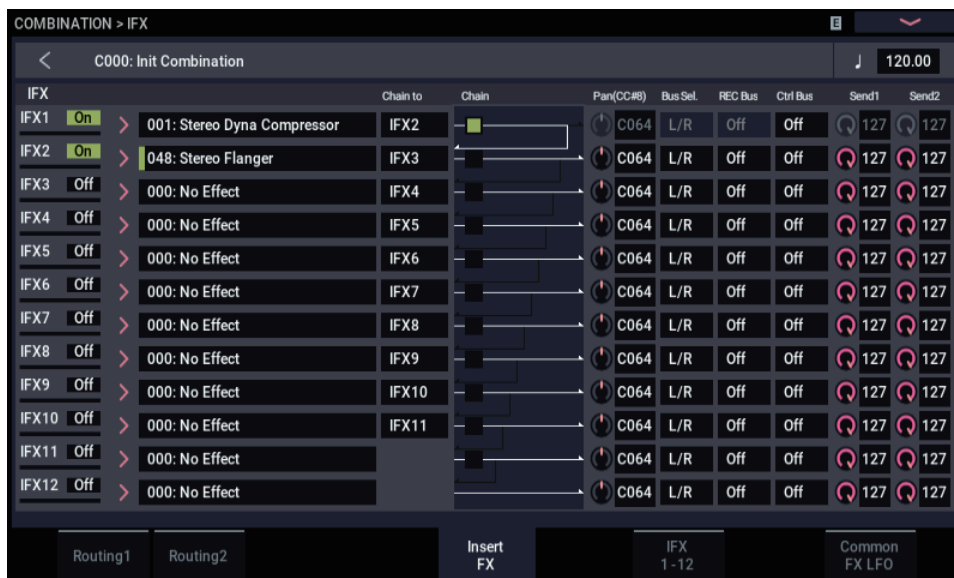 COMBINATION > IFX E
C000: Init Combination ♩ 120.00
IFX Chain to Chain Pan(CC#8) Bus Sel. REC Bus Ctrl Bus Send1 Send2
IFX1 On 001: Stereo Dyna Compressor IFX2 C064 L/R Off Off 127 127
IFX2 On 048: Stereo Flanger IFX3 C064 L/R Off Off 127 127
IFX3 Off 000: No Effect IFX4 C064 L/R Off Off 127 127
IFX4 Off 000: No Effect IFX5 C064 L/R Off Off 127 127
IFX5 Off 000: No Effect IFX6 C064 L/R Off Off 127 127
IFX6 Off 000: No Effect IFX7 C064 L/R Off Off 127 127
IFX7 Off 000: No Effect IFX8 C064 L/R Off Off 127 127
IFX8 Off 000: No Effect IFX9 C064 L/R Off Off 127 127
IFX9 Off 000: No Effect IFX10 C064 L/R Off Off 127 127
IFX10 Off 000: No Effect IFX11 C064 L/R Off Off 127 127
IFX11 Off 000: No Effect C064 L/R Off Off 127 127
IFX12 Off 000: No Effect C064 L/R Off Off 127 127
Routing1 Routing2 Insert FX IFX 1-12 Common FX LFO